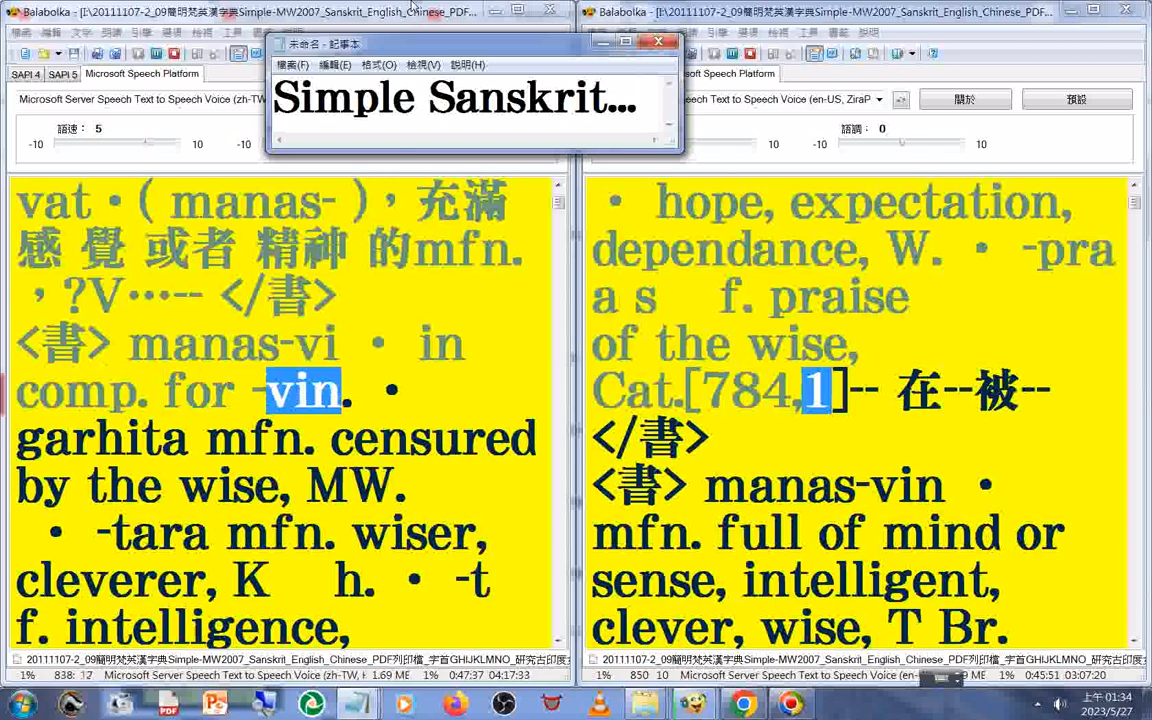 Balabolka - [I:\20111107-2_09簡明梵英漢字典Simple-MW2007_Sanskrit_English_Chinese_PDF...
Balabolka - [I:\20111107-2_09簡明梵英漢字典Simple-MW2007_Sanskrit_English_Chinese_PDF...
未命名 - 記事本
檔案(F) 編輯(E) 格式(O) 檢視(V) 說明(H)
Simple Sanskrit...
SAPI 4 SAPI 5 Microsoft Speech Platform
Microsoft Server Speech Text to Speech Voice (zh-TW
語速： 5
-10 10 -10
eech Platform
eech Text to Speech Voice (en-US, ZiraP
關於 預設
語調： 0
10 -10 10
vat •( manas- )，充滿
感 覺 或者 精神 的mfn.
，?V…-- </書>
<書> manas-vi • in
comp. for -vin. •
garhita mfn. censured
by the wise, MW.
• -tara mfn. wiser,
cleverer, K h. • -t
f. intelligence,
• hope, expectation,
dependance, W. • -pra
a s f. praise
of the wise,
Cat.[784,1]-- 在--被--
</書>
<書> manas-vin •
mfn. full of mind or
sense, intelligent,
clever, wise, T Br.
20111107-2_09簡明梵英漢字典Simple-MW2007_Sanskrit_English_Chinese_PDF列印檔_字首GHIJKLMNO_研究古印度
20111107-2_09簡明梵英漢字典Simple-MW2007_Sanskrit_English_Chinese_PDF列印檔_字首GHIJKLMNO_研究古印度
1% 838: 17 Microsoft Server Speech Text to Speech Voice (zh-TW, 1.69 ME 1% 0:47:37 04:17:33
1% 850 10 Microsoft Server Speech Text to Speech Voice 1% 0:45:51 03:07:20
上午 01:34
2023/5/27